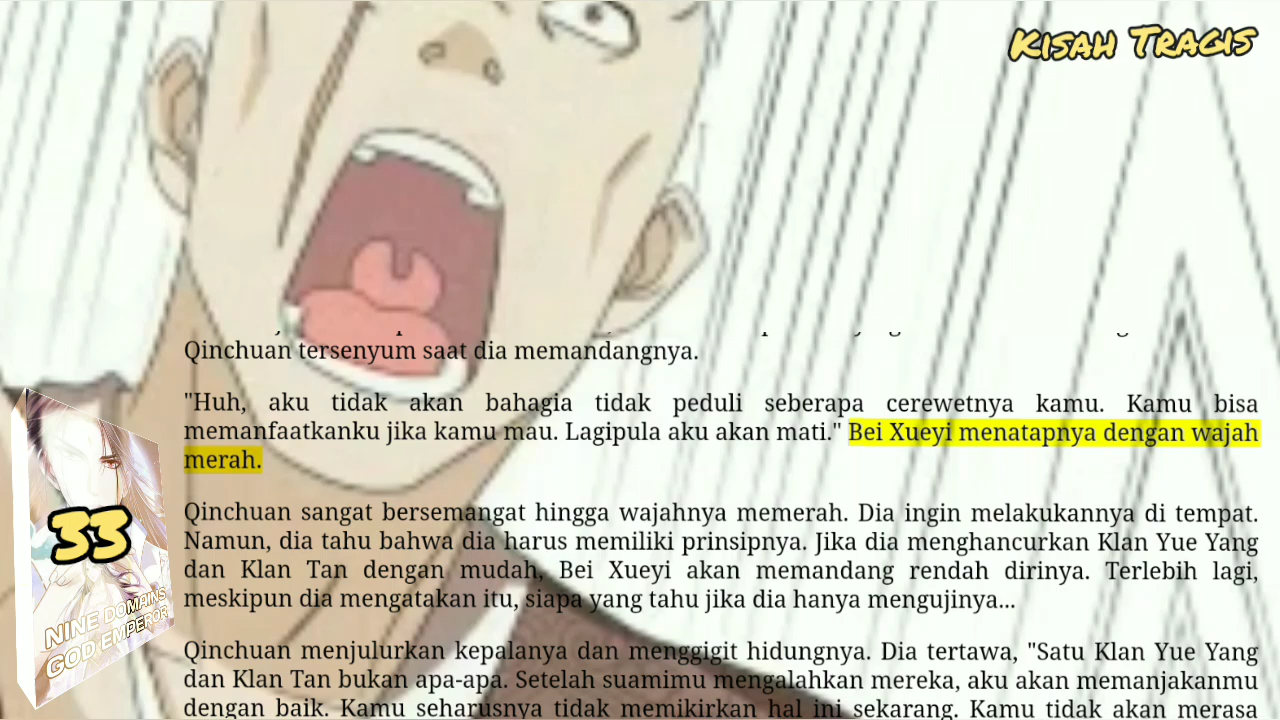 Kisah Tragis
Qinchuan tersenyum saat dia memandangnya.
"Huh, aku tidak akan bahagia tidak peduli seberapa cerewetnya kamu. Kamu bisa
memanfaatkanku jika kamu mau. Lagipula aku akan mati." Bei Xueyi menatapnya dengan wajah
merah.
Qinchuan sangat bersemangat hingga wajahnya memerah. Dia ingin melakukannya di tempat.
Namun, dia tahu bahwa dia harus memiliki prinsipnya. Jika dia menghancurkan Klan Yue Yang
dan Klan Tan dengan mudah, Bei Xueyi akan memandang rendah dirinya. Terlebih lagi,
meskipun dia mengatakan itu, siapa yang tahu jika dia hanya mengujinya...
Qinchuan menjulurkan kepalanya dan menggigit hidungnya. Dia tertawa, "Satu Klan Yue Yang
dan Klan Tan bukan apa-apa. Setelah suamimu mengalahkan mereka, aku akan memanjakanmu
dengan baik. Kamu seharusnya tidak memikirkan hal ini sekarang. Kamu tidak akan merasa
33
NINE DOMAINS
GOD EMPEROR